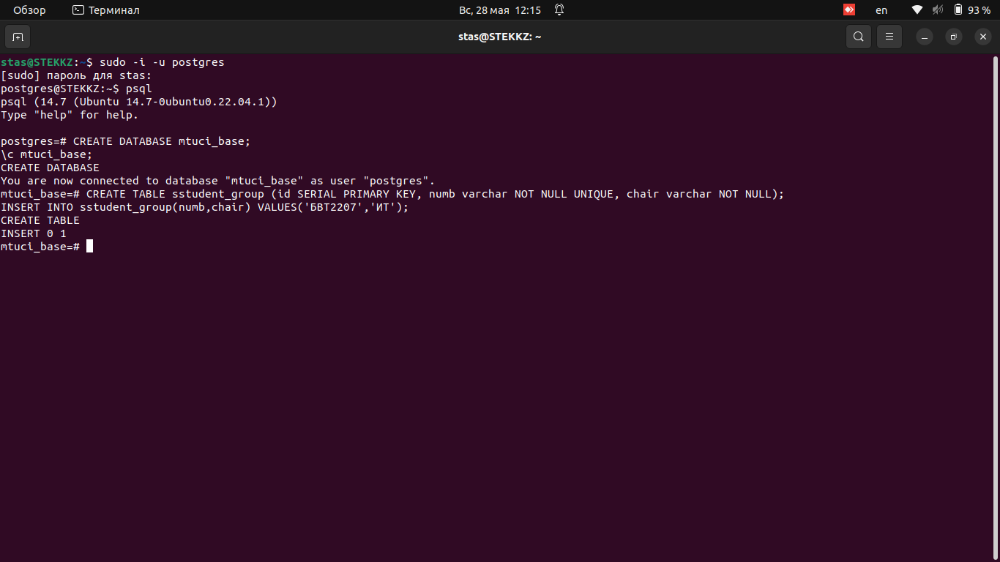 Обзор Терминал Вс, 28 мая 12:15 en 93 %
stas@STEKKZ: ~
stas@STEKKZ:~$ sudo -i -u postgres
[sudo] пароль для stas:
postgres@STEKKZ:~$ psql
psql (14.7 (Ubuntu 14.7-0ubuntu0.22.04.1))
Type "help" for help.
postgres=# CREATE DATABASE mtuci_base;
\c mtuci_base;
CREATE DATABASE
You are now connected to database "mtuci_base" as user "postgres".
mtuci_base=# CREATE TABLE sstudent_group (id SERIAL PRIMARY KEY, numb varchar NOT NULL UNIQUE, chair varchar NOT NULL);
INSERT INTO sstudent_group(numb,chair) VALUES('БВТ2207','ИТ');
CREATE TABLE
INSERT 0 1
mtuci_base=#